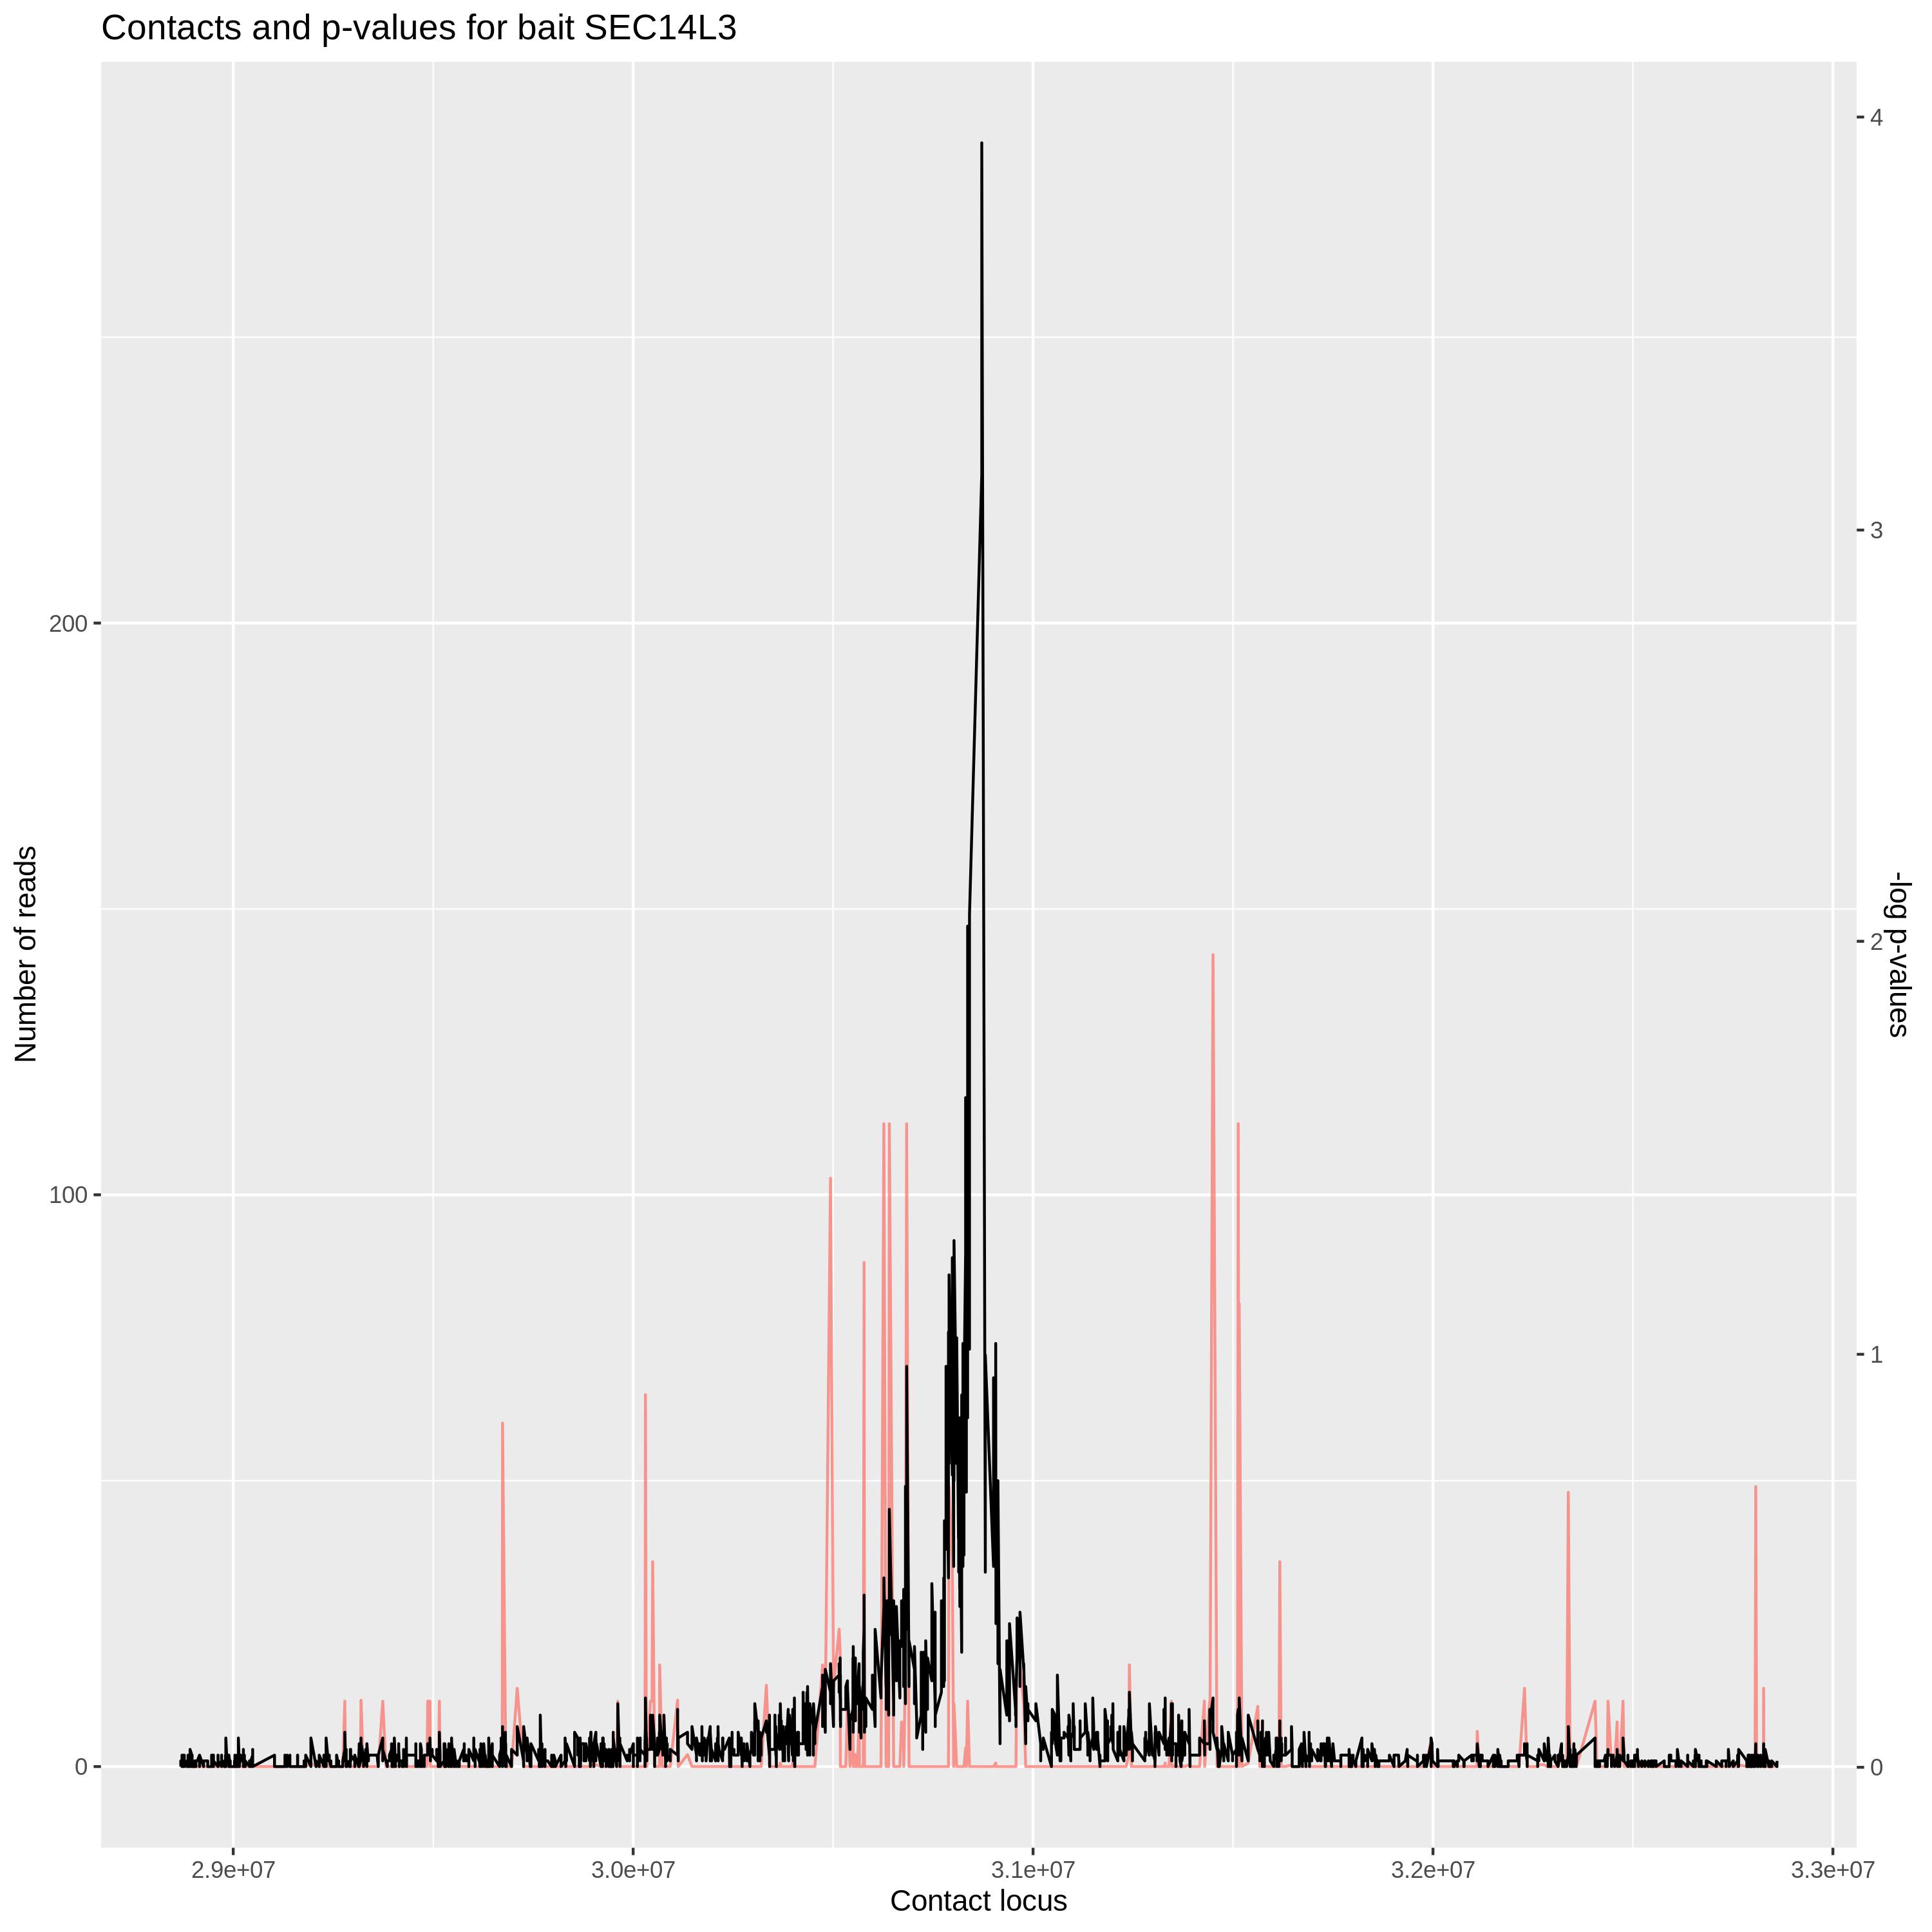 Contacts and p-values for bait SEC14L3
4
3
200
2
100
1
0
0
Number of reads
-log p-values
2.9e+07 3.0e+07 3.1e+07 3.2e+07 3.3e+07
Contact locus